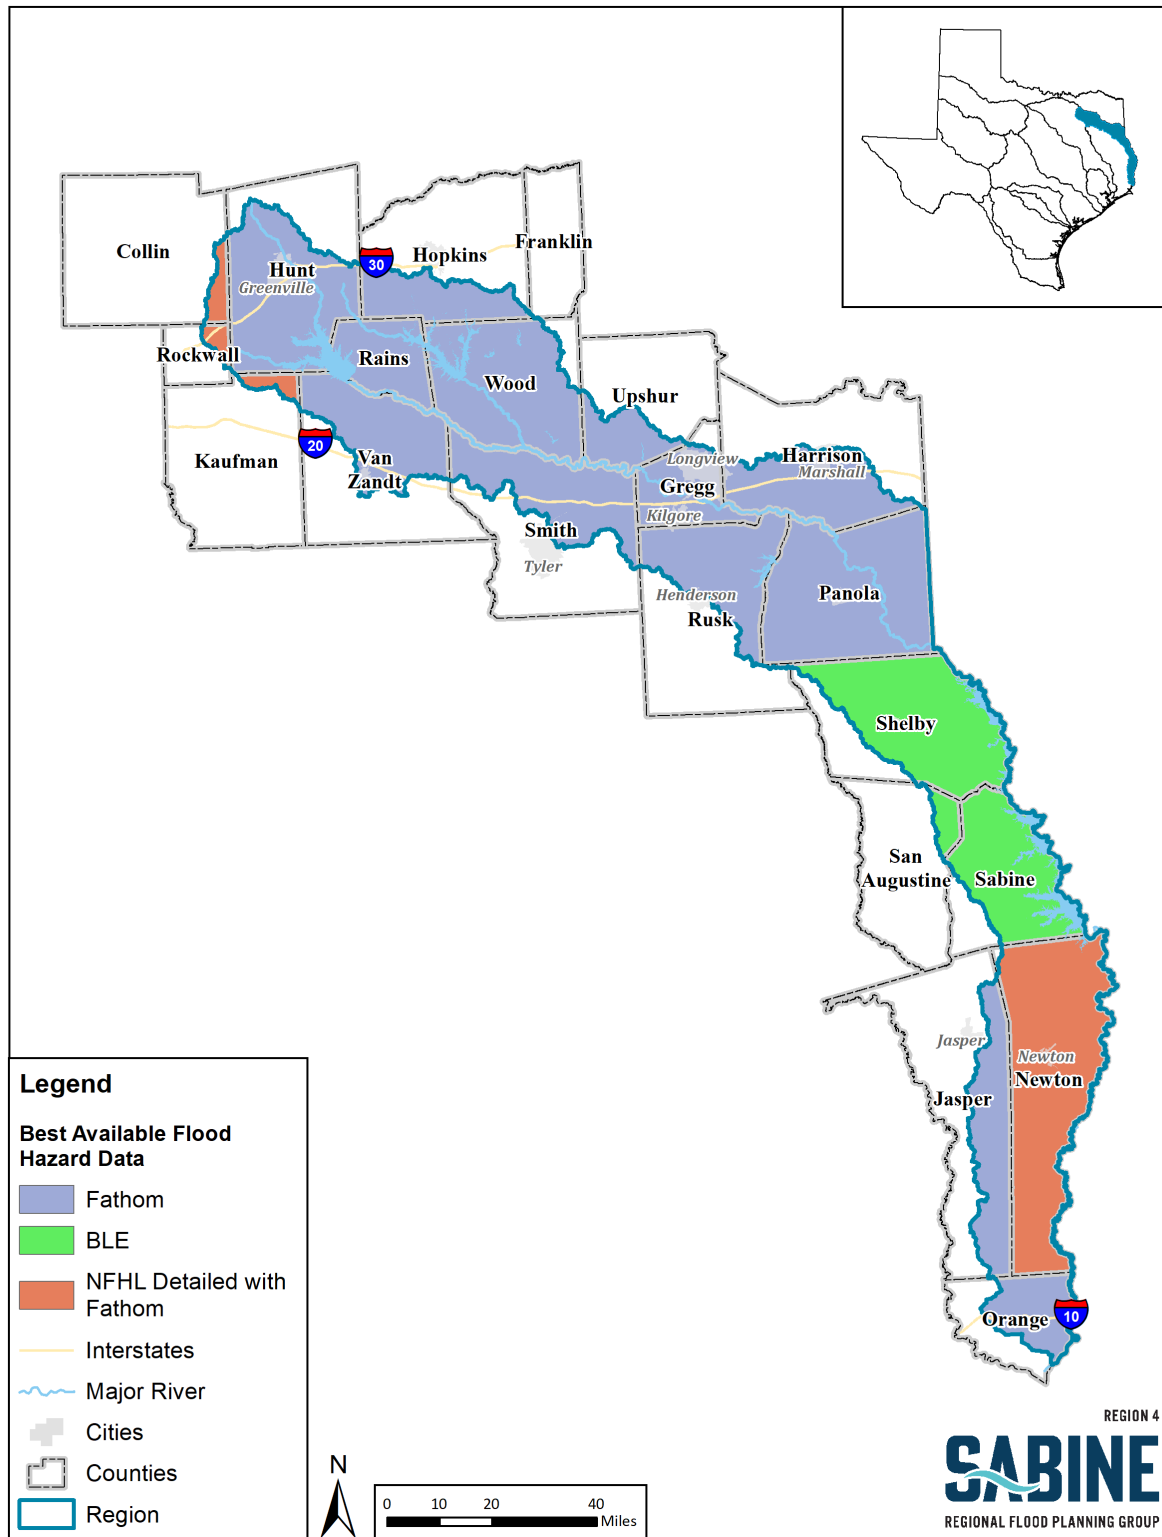 Collin
Hunt
Greenville
30
Hopkins
Franklin
Rockwall
Rains
Wood
Upshur
Kaufman
20
Van
Zandt
Longview
Gregg
Kilgore
Harrison
Marshall
Smith
Tyler
Henderson
Rusk
Panola
Shelby
San
Augustine
Sabine
Jasper
Newton
Newton
Jasper
Orange
10
Legend
Best Available Flood
Hazard Data
Fathom
BLE
NFHL Detailed with
Fathom
Interstates
Major River
Cities
Counties
Region
N
0 10 20 40
Miles
REGION 4
SABINE
REGIONAL FLOOD PLANNING GROUP